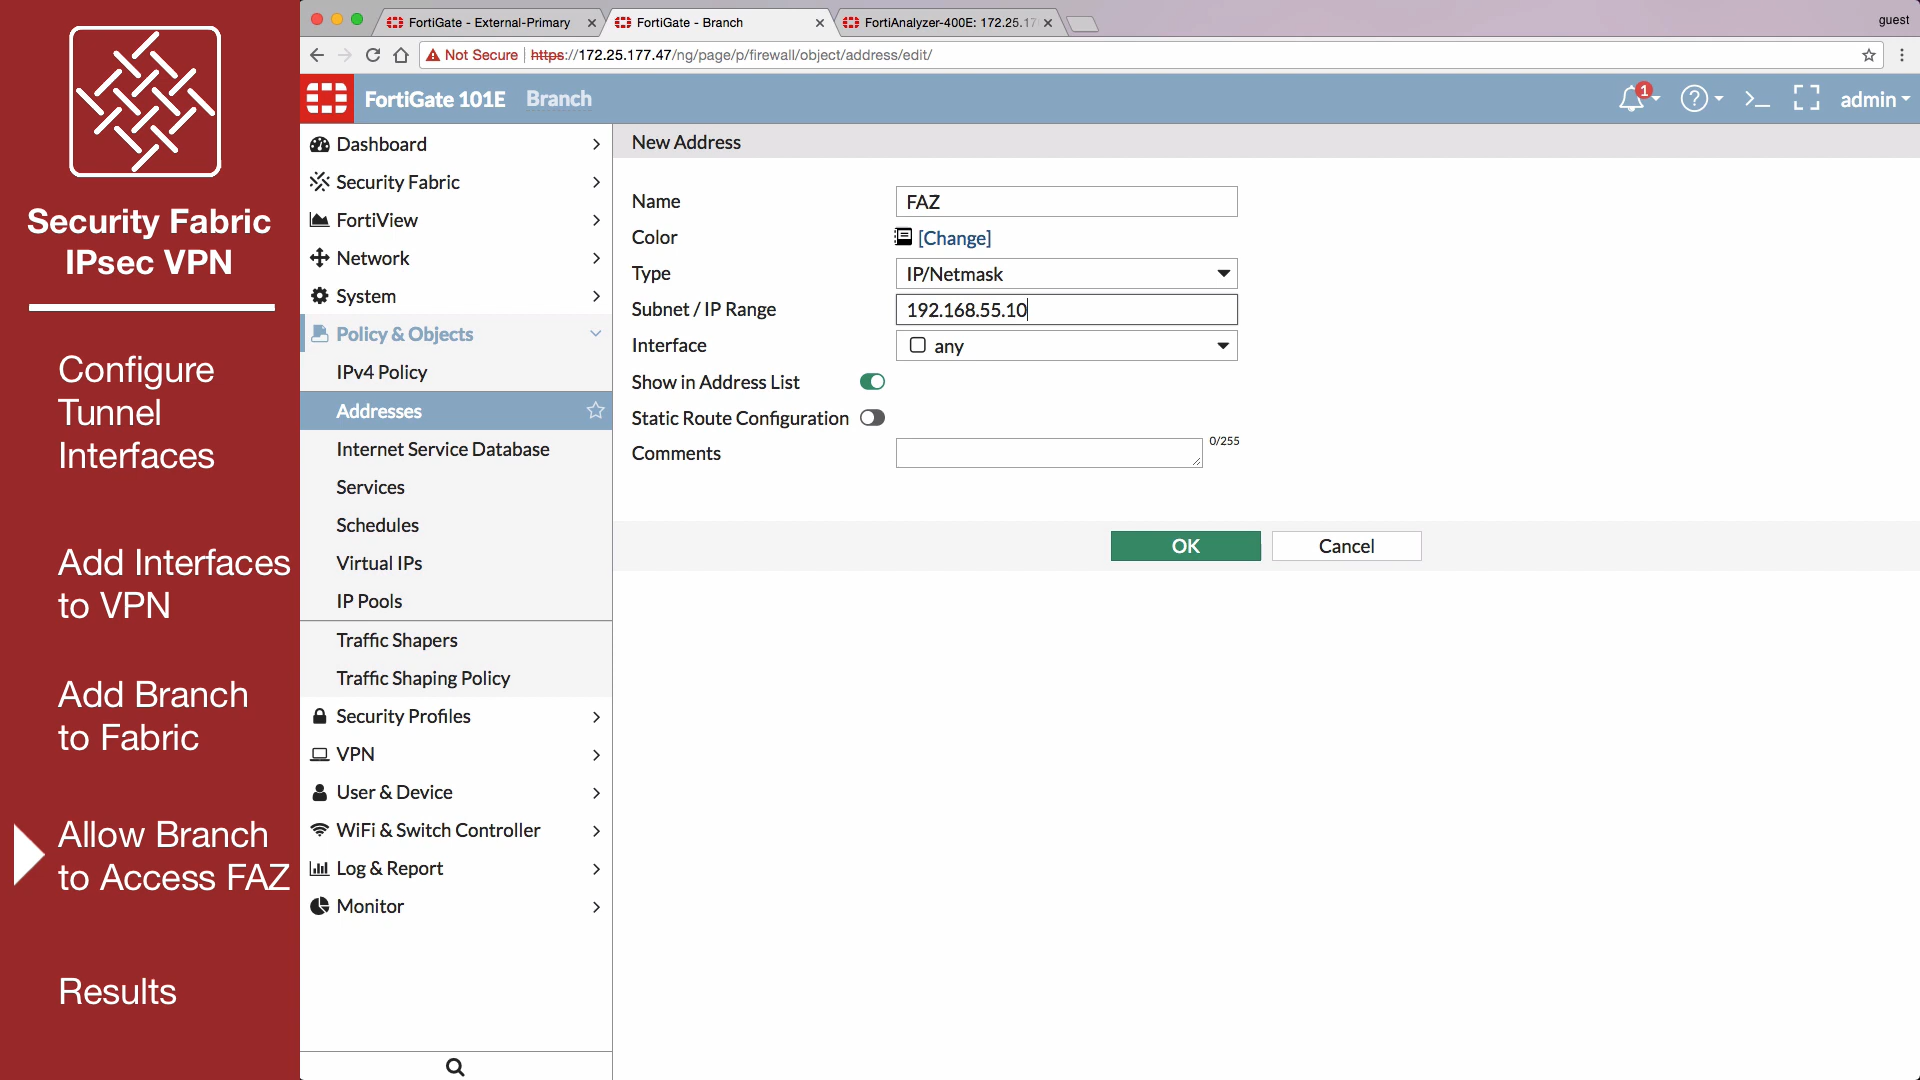 Security Fabric
IPsec VPN
Configure
Tunnel
Interfaces
Add Interfaces
to VPN
Add Branch
to Fabric
Allow Branch
to Access FAZ
Results
FortiGate - External-Primary
FortiGate - Branch
FortiAnalyzer-400E: 172.25.17
guest
Not Secure
https://172.25.177.47/ng/page/p/firewall/object/address/edit/
FortiGate 101E Branch
1
admin
Dashboard
Security Fabric
FortiView
Network
System
Policy & Objects
IPv4 Policy
Addresses
Internet Service Database
Services
Schedules
Virtual IPs
IP Pools
Traffic Shapers
Traffic Shaping Policy
Security Profiles
VPN
User & Device
WiFi & Switch Controller
Log & Report
Monitor
New Address
Name FAZ
Color [Change]
Type IP/Netmask
Subnet / IP Range 192.168.55.10
Interface any
Show in Address List
Static Route Configuration
Comments 0/255
OK Cancel